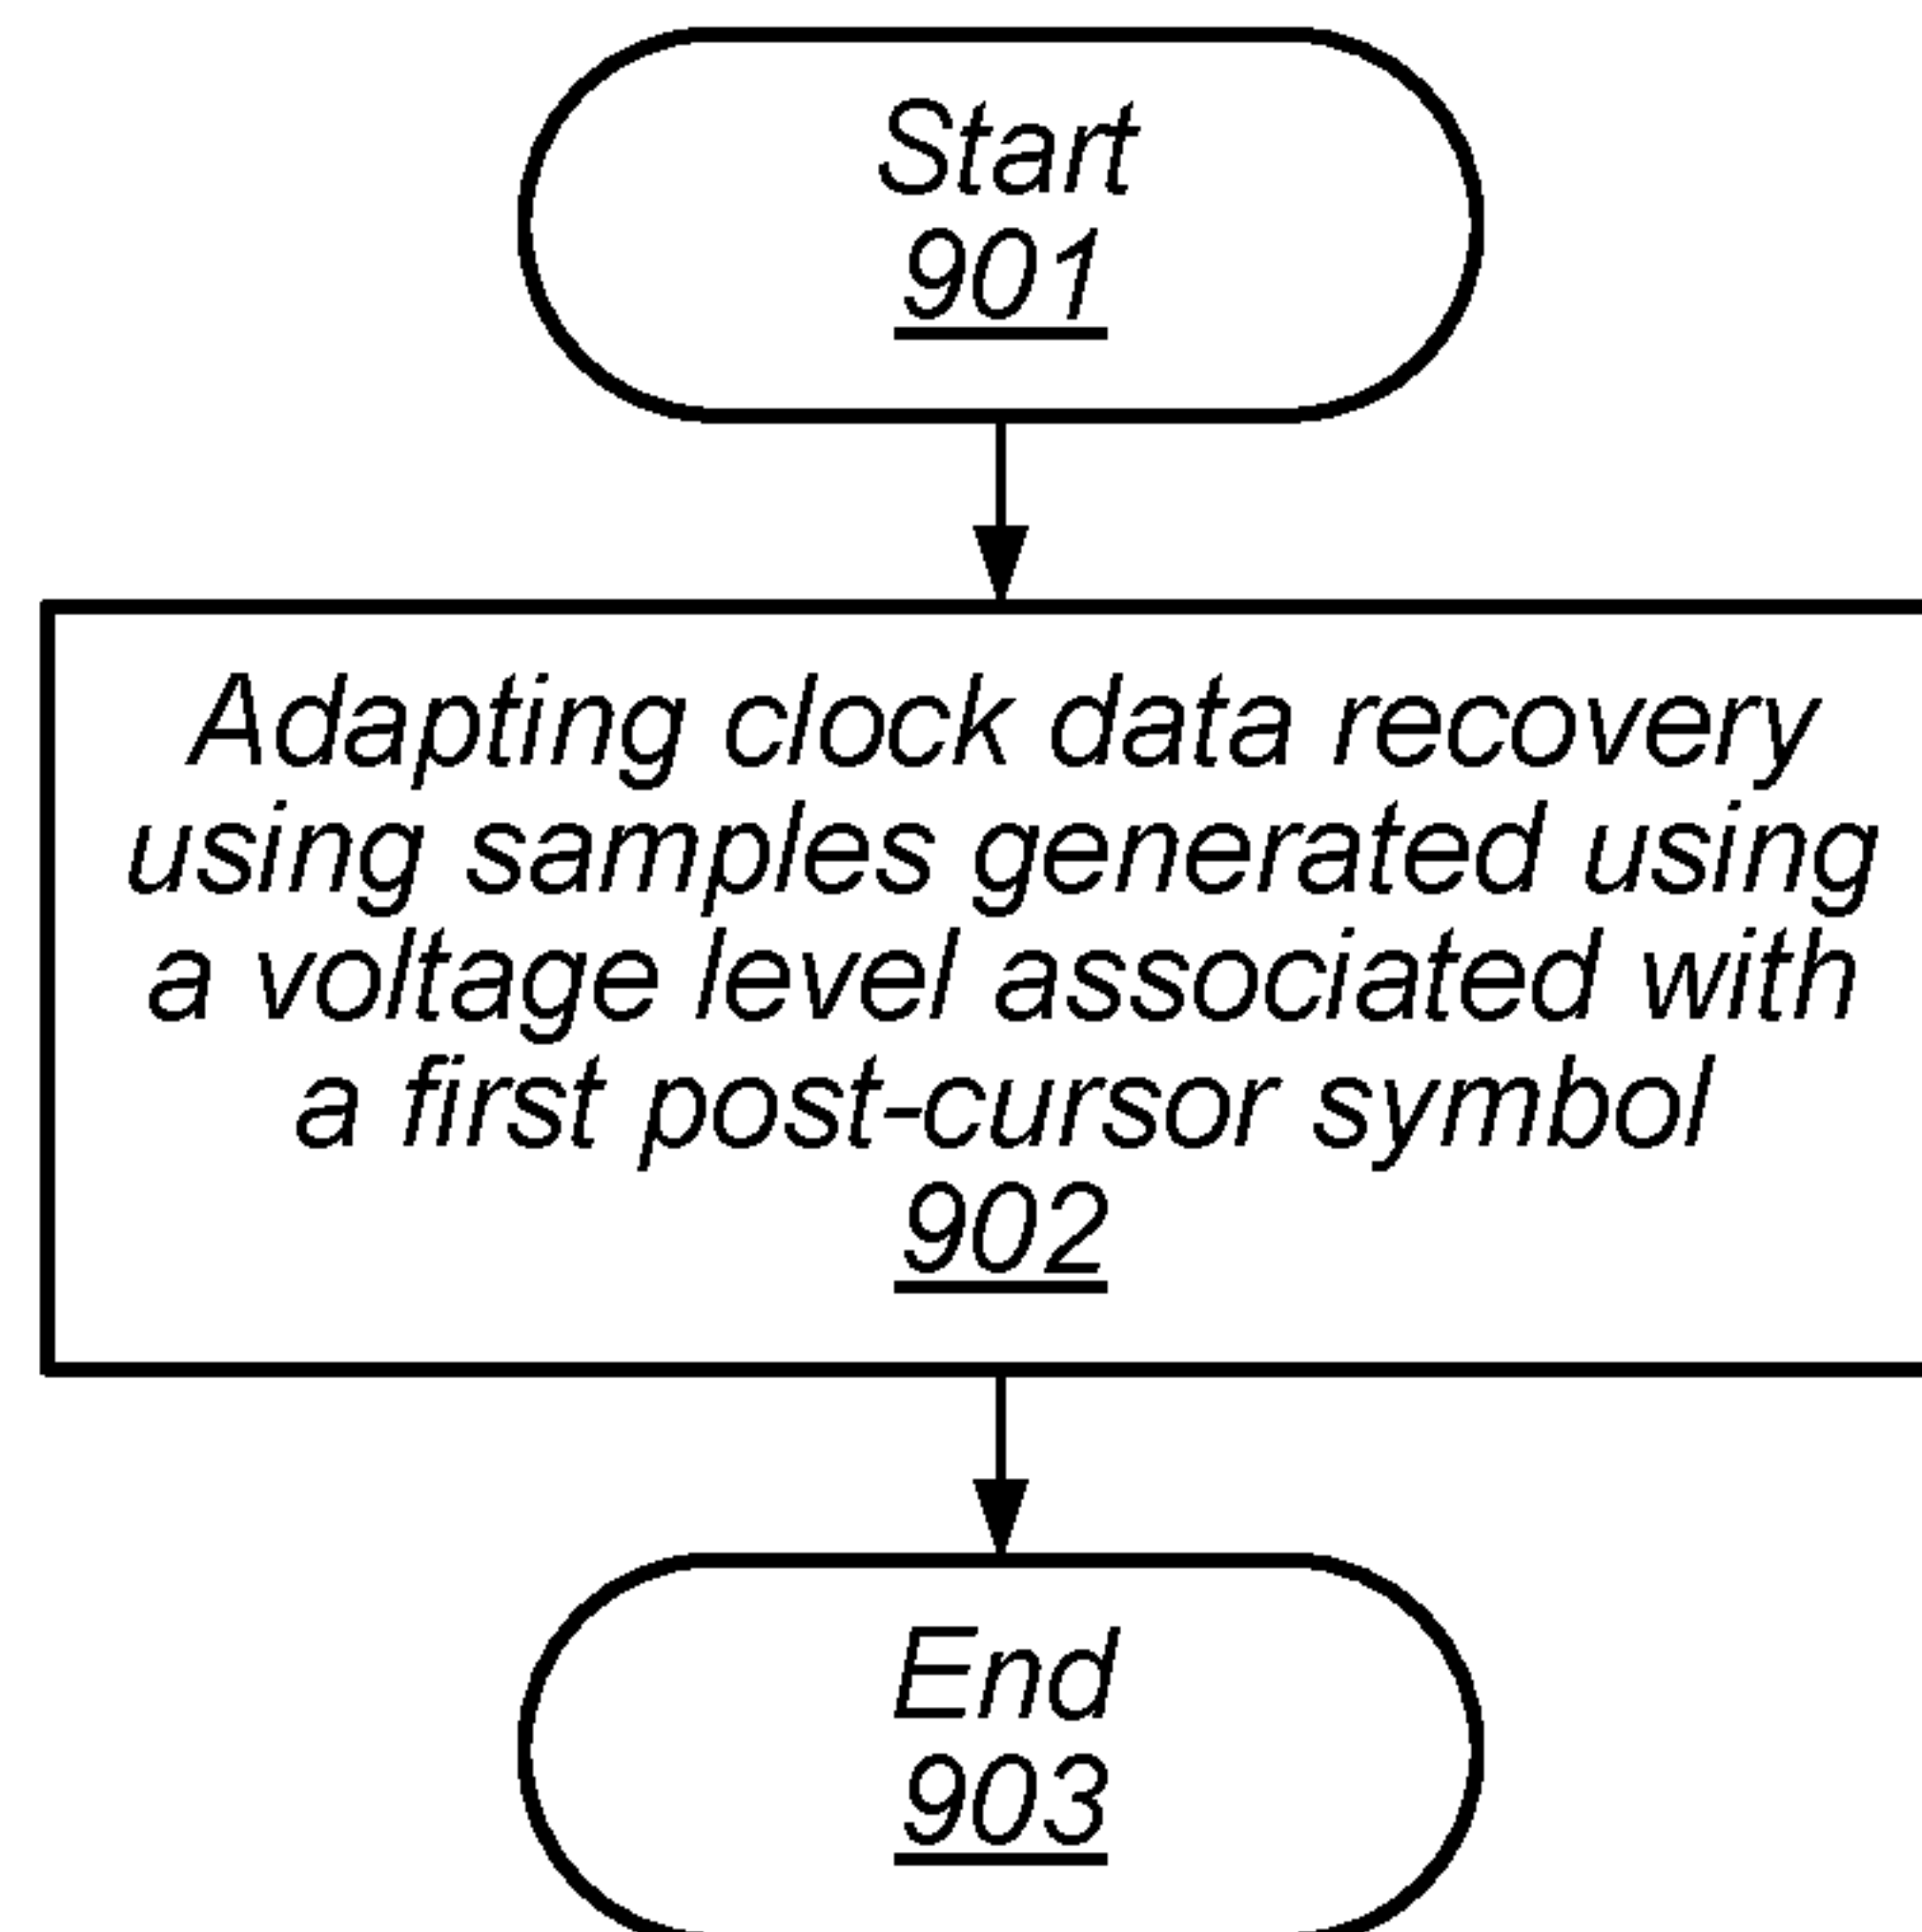 Start
901
Adapting clock data recovery
using samples generated using
a voltage level associated with
a first post-cursor symbol
902
End
903